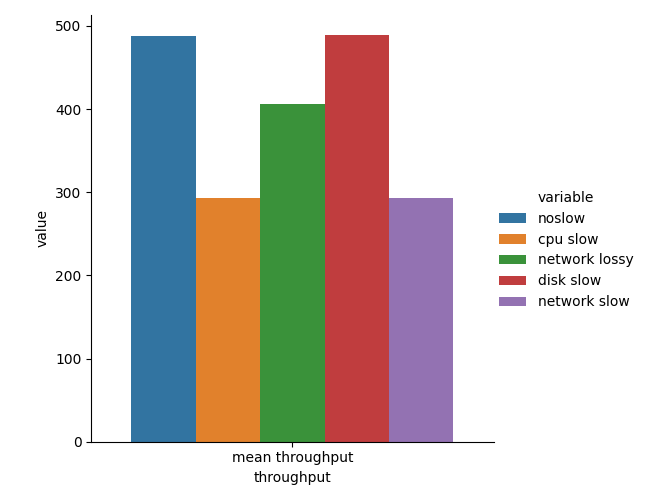 500
400
300
200
100
0
value
mean throughput
throughput
variable
noslow
cpu slow
network lossy
disk slow
network slow